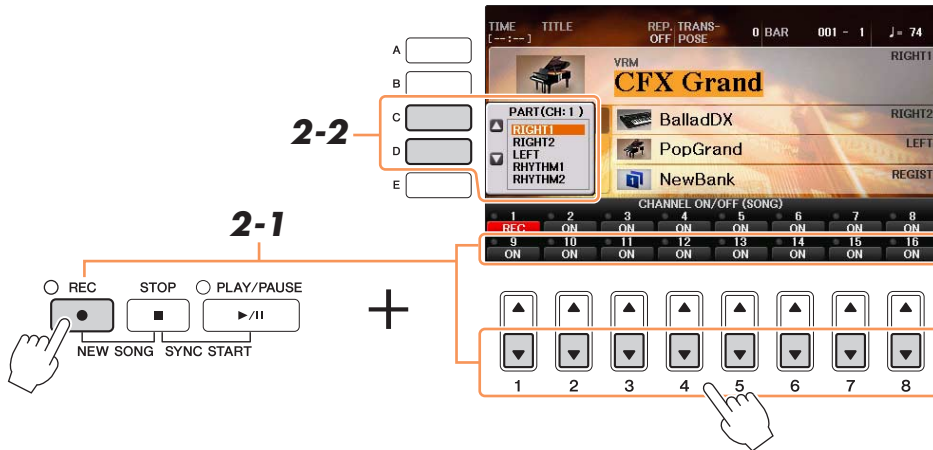 TIME TITLE REP. TRANS- 0 BAR 001 - 1 ♩= 74
[--:--] OFF POSE
RIGHT1
VRM
CFX Grand
A
B
C
D
E
2-2
PART(CH:1)
RIGHT1
RIGHT2
LEFT
RHYTHM1
RHYTHM2
BalladDX RIGHT2
PopGrand LEFT
1 NewBank REGIST
CHANNEL ON/OFF (SONG)
1 2 3 4 5 6 7 8
REC ON ON ON ON ON ON ON
9 10 11 12 13 14 15 16
ON ON ON ON ON ON ON ON
2-1
REC STOP PLAY/PAUSE
NEW SONG SYNC START
+
1 2 3 4 5 6 7 8